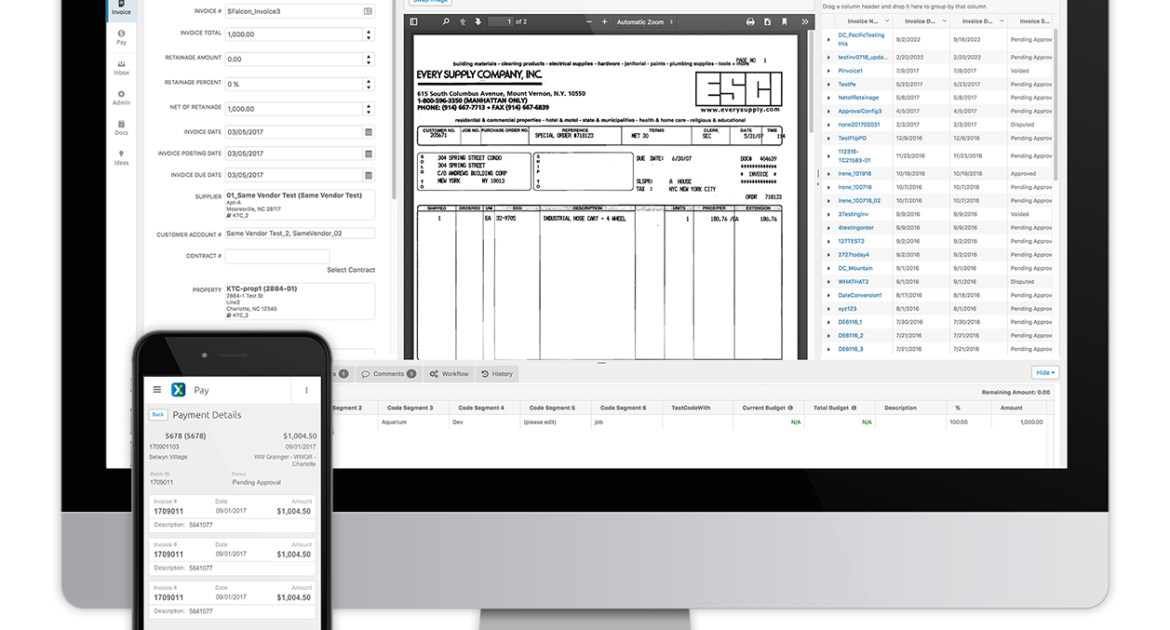 Invoice
Pay
Inbox
Admin
Docs
Ideas
INVOICE # SFalcon_Invoice3
INVOICE TOTAL 1,000.00
RETAINAGE AMOUNT 0.00
RETAINAGE PERCENT 0 %
NET OF RETAINAGE 1,000.00
INVOICE DATE 03/05/2017
INVOICE POSTING DATE 03/05/2017
INVOICE DUE DATE 03/05/2017
SUPPLIER 01_Same Vendor Test (Same Vendor Test)
Apt-A
Mooresville, NC 28117
KTC_2
CUSTOMER ACCOUNT # Same Vendor Test_2, SameVendor_02
CONTRACT #
Select Contract
PROPERTY KTC-prop1 (2884-01)
2884-1 Test St
Line2
Charlotte, NC 12345
KTC_2
Swap Image
1 of 2 Automatic Zoom
PAGE NO 1
building materials - cleaning products - electrical supplies - hardware - janitorial - paints - plumbing supplies - tools + more
EVERY SUPPLY COMPANY, INC.
615 South Columbus Avenue, Mount Vernon, N.Y. 10550
1-800-596-3350 (MANHATTAN ONLY)
PHONE: (914) 667-7713 • FAX (914) 667-6839
ESCI
www.everysupply.com
residential & commercial properties - hotel & motel - state & municipalities - health & home care - religious & educational
CUSTOMER NO. JOB NO. PURCHASE ORDER NO. REFERENCE TERMS CLERK DATE TIME
205671 SPECIAL ORDER #718123 NET 30 SEC 5/31/07
SOLD TO
304 SPRING STREET CONDO
304 SPRING STREET
C/O ANDREWS BUILDING CORP
NEW YORK NY 10013
SHIP TO
DUE DATE: 6/30/07 DOC# 404629
* INVOICE *
SLSPR: A HOUSE
TAX : NYC NEW YORK CITY
ORDR 718123
SHIPPED ORDERED UM SKU DESCRIPTION UNITS PRICE/PER EXTENSION
1 EA 32-9705 INDUSTRIAL HOSE CART - 4 WHEEL 1 180.76 /EA 180.76
Drag a column header and drop it here to group by that column
Invoice N... Invoice D... Invoice D... Invoice S...
DC_PacificTesting this 9/2/2022 9/16/2022 Pending Approv
testinv0718_upda... 2/20/2022 2/20/2022 Pending Approv
PInvoice1 7/9/2017 7/9/2017 Voided
TestPe 5/23/2017 5/23/2017 Pending Approv
NetofRetainage 5/8/2017 5/8/2017 Pending Approv
ApprovalConfig3 4/5/2017 4/5/2017 Pending Approv
none201702031 2/3/2017 2/3/2017 Disputed
TestFlipPO 12/9/2016 12/9/2016 Pending Approv
112316-TC21583-01 11/23/2016 11/23/2016 Pending Approv
Irene_101916 10/19/2016 10/19/2016 Approved
Irene_100716 10/7/2016 10/7/2016 Pending Approv
Irene_100716_02 10/7/2016 10/7/2016 Pending Approv
3Testinginv 9/9/2016 9/9/2016 Voided
4testingorder 9/9/2016 9/9/2016 Pending Approv
127TEST2 9/2/2016 9/2/2016 Pending Approv
2727today4 9/2/2016 9/2/2016 Pending Approv
DC_Mountain 9/1/2016 9/1/2016 Pending Approv
WHATHAT2 9/1/2016 9/1/2016 Disputed
DateConversion1 8/17/2016 8/18/2016 Pending Approv
xyz123 8/1/2016 8/1/2016 Pending Approv
DE6116_1 7/30/2016 7/30/2016 Pending Approv
DE6116_2 7/21/2016 7/21/2016 Pending Approv
DE6116_3 7/21/2016 7/21/2016 Pending Approv
s 1 Comments 1 Workflow History Hide
Remaining Amount: 0.00
Segment 2 Code Segment 3 Code Segment 4 Code Segment 5 Code Segment 6 TestCodeWith Current Budget Total Budget Description % Amount
Aquarium Dev (please edit) job N/A N/A 100.00 1,000.00
X Pay
Back Payment Details
5678 (5678) $1,004.50
170901103 09/01/2017
Selwyn Village WW Grainger - WWGR - Charlotte
Batch ID Status
1709011 Pending Approval
Invoice # Date Amount
1709011 09/01/2017 $1,004.50
Description: 5841077
Invoice # Date Amount
1709011 09/01/2017 $1,004.50
Description: 5841077
Invoice # Date Amount
1709011 09/01/2017 $1,004.50
Description: 5841077